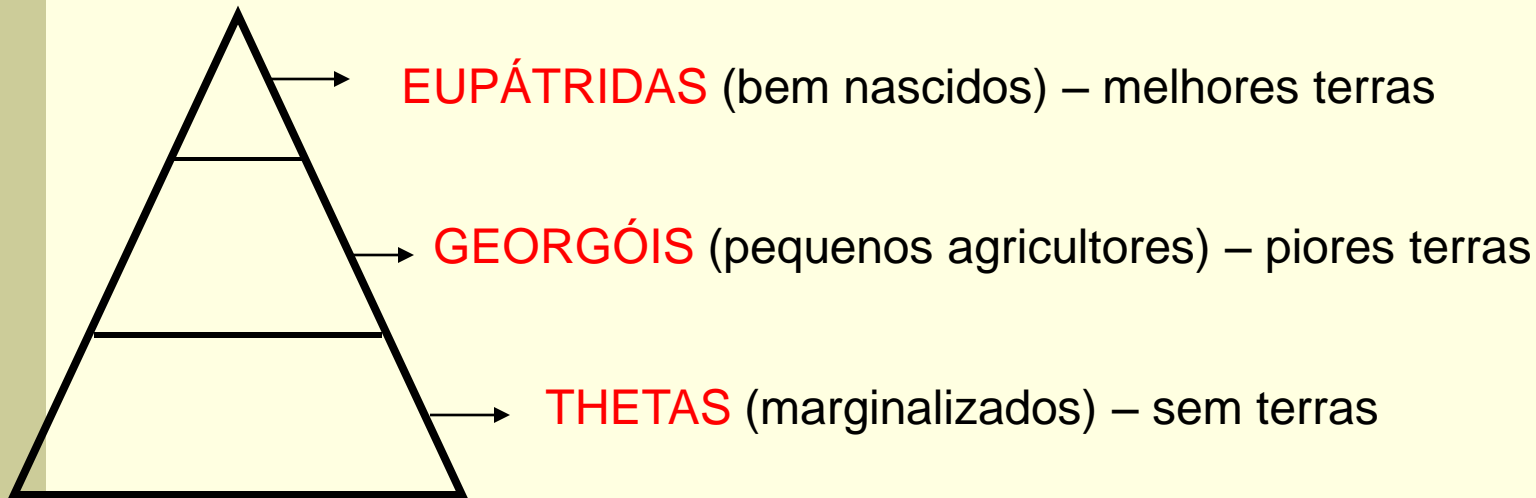 EUPÁTRIDAS (bem nascidos) – melhores terras
GEORGÓIS (pequenos agricultores) – piores terras
THETAS (marginalizados) – sem terras